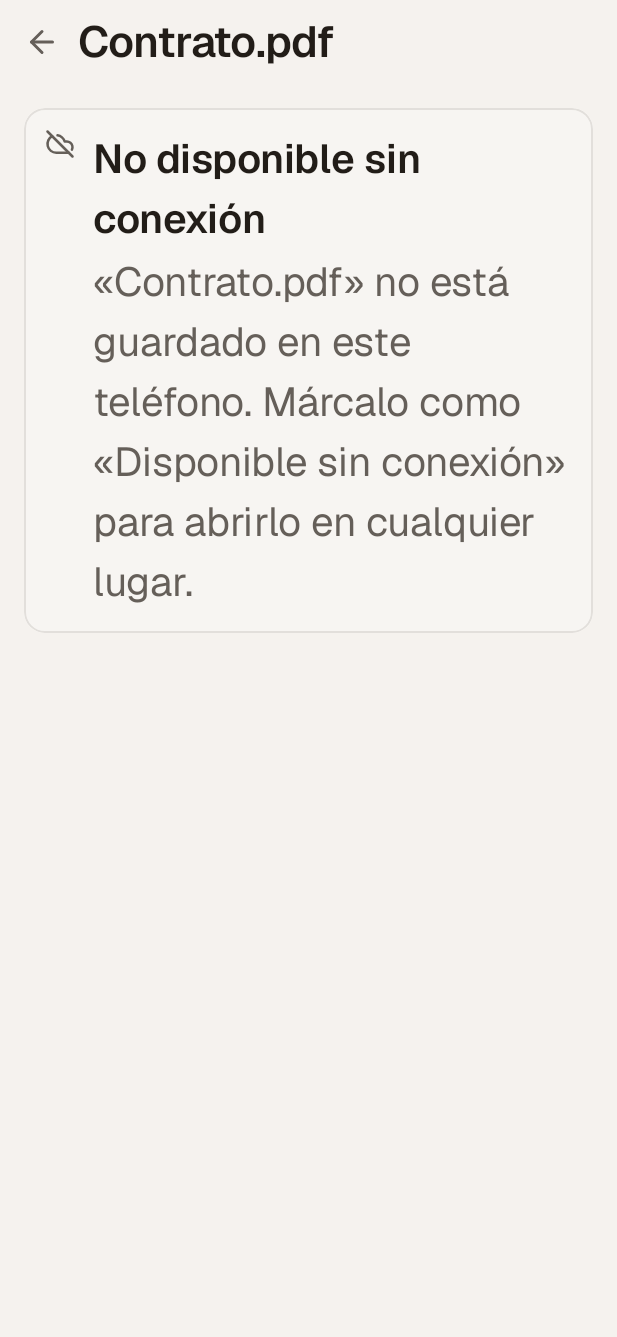 Contrato.pdf
No disponible sin
conexión
«Contrato.pdf» no está
guardado en este
teléfono. Márcalo como
«Disponible sin conexión»
para abrirlo en cualquier
lugar.